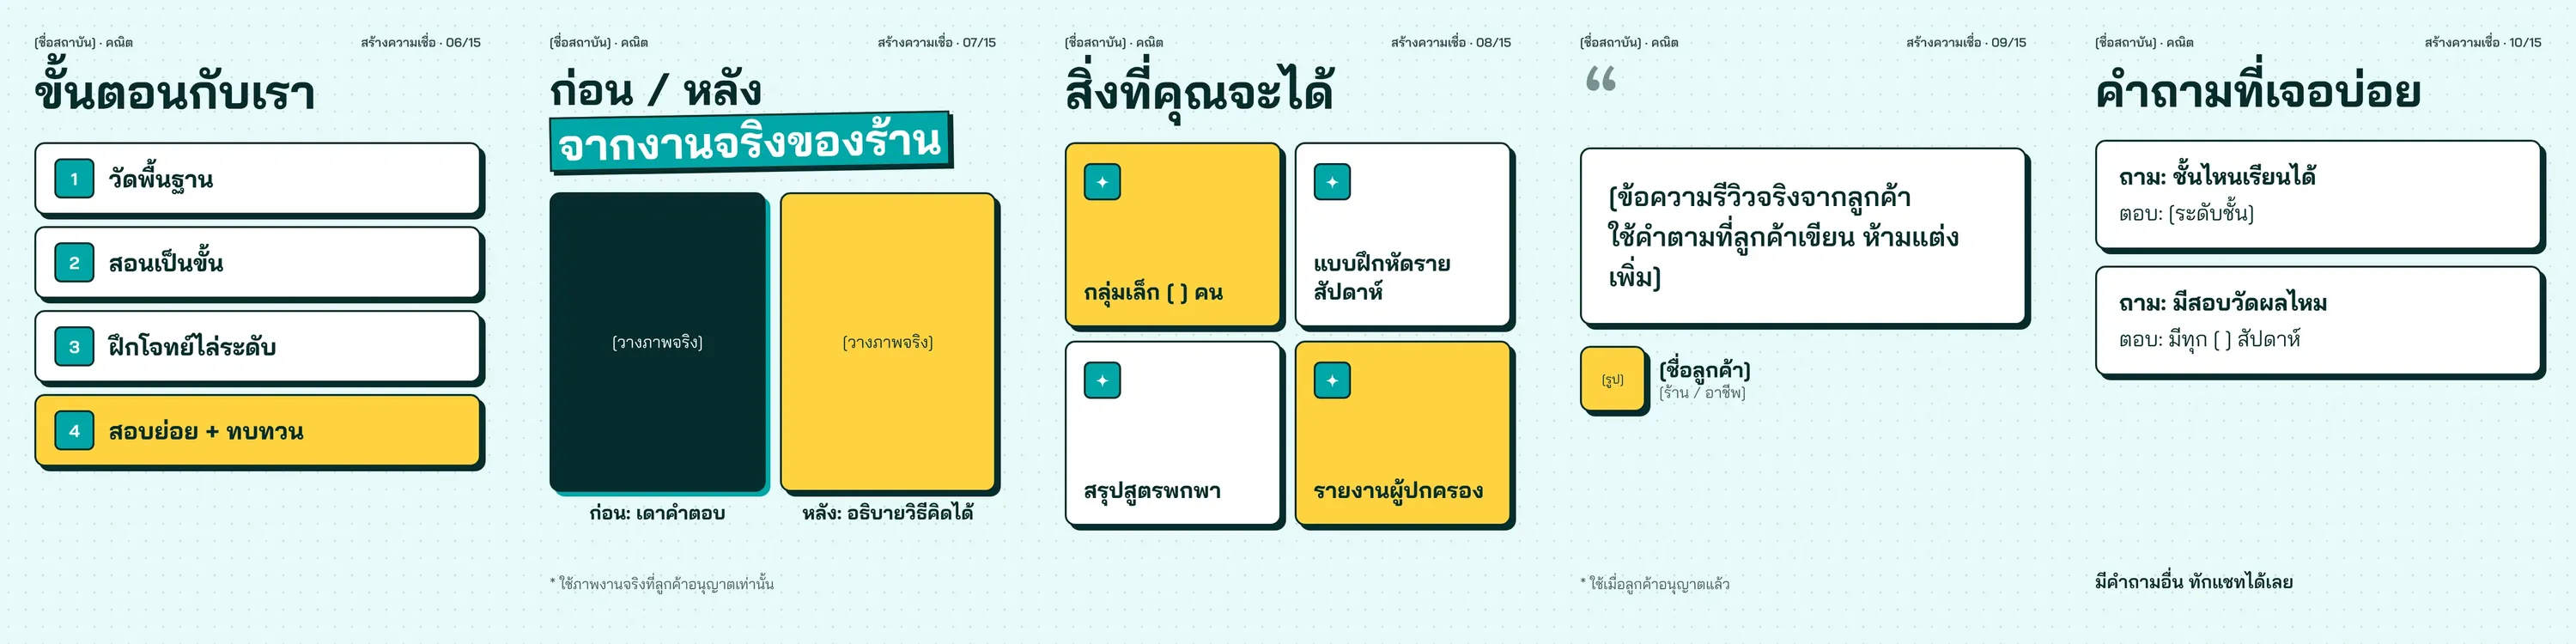 [ชื่อสถาบัน] · คณิต
สร้างความเชื่อ · 06/15
ขั้นตอนกับเรา
1
วัดพื้นฐาน
2
สอนเป็นขั้น
3
ฝึกโจทย์ไล่ระดับ
4
สอบย่อย + ทบทวน
[ชื่อสถาบัน] · คณิต
สร้างความเชื่อ · 07/15
ก่อน / หลัง
จากงานจริงของร้าน
[วางภาพจริง]
[วางภาพจริง]
ก่อน: เดาคำตอบ
หลัง: อธิบายวิธีคิดได้
* ใช้ภาพงานจริงที่ลูกค้าอนุญาตเท่านั้น
[ชื่อสถาบัน] · คณิต
สร้างความเชื่อ · 08/15
สิ่งที่คุณจะได้
กลุ่มเล็ก [ ] คน
แบบฝึกหัดราย
สัปดาห์
สรุปสูตรพกพา
รายงานผู้ปกครอง
[ชื่อสถาบัน] · คณิต
สร้างความเชื่อ · 09/15
“
[ข้อความรีวิวจริงจากลูกค้า
ใช้คำตามที่ลูกค้าเขียน ห้ามแต่ง
เพิ่ม]
[รูป]
[ชื่อลูกค้า]
[ร้าน / อาชีพ]
* ใช้เมื่อลูกค้าอนุญาตแล้ว
[ชื่อสถาบัน] · คณิต
สร้างความเชื่อ · 10/15
คำถามที่เจอบ่อย
ถาม: ชั้นไหนเรียนได้
ตอบ: [ระดับชั้น]
ถาม: มีสอบวัดผลไหม
ตอบ: มีทุก [ ] สัปดาห์
มีคำถามอื่น ทักแชทได้เลย